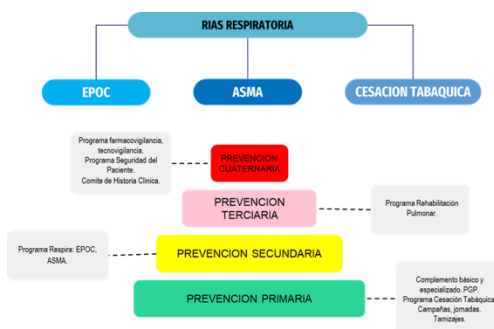 RIAS RESPIRATORIA
EPOC
ASMA
CESACION TABAQUICA
Programa farmacovigilancia,
tecnovigilancia.
Programa Seguridad del
Paciente.
Comite de Historia Clínica.
PREVENCION
CUATERNARIA
PREVENCION
TERCIARIA
Programa Rehabilitación
Pulmonar.
Programa Respira: EPOC,
ASMA.
PREVENCION SECUNDARIA
PREVENCION PRIMARIA
Complemento básico y
especializado. PGP.
Programa Cesación Tabáquica
Campañas, jornadas.
Tamizajes.